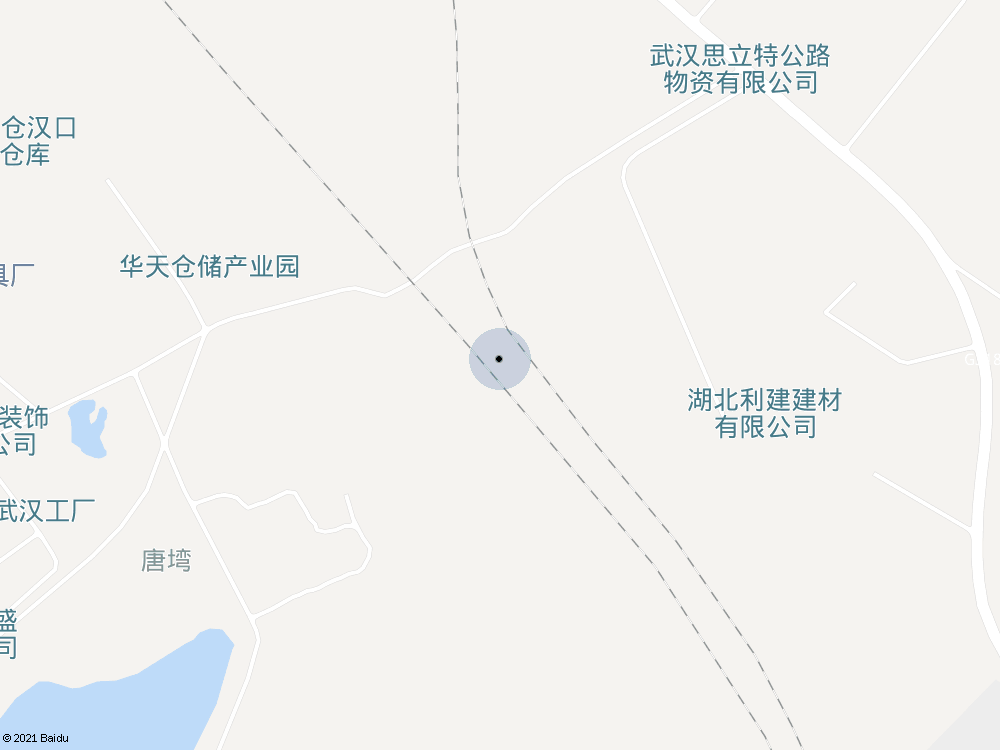 武汉思立特公路
物资有限公司
仓汉口
仓库
华天仓储产业园
具厂
湖北利建建材
有限公司
装饰
公司
武汉工厂
唐塆
盛
司
© 2021 Baidu